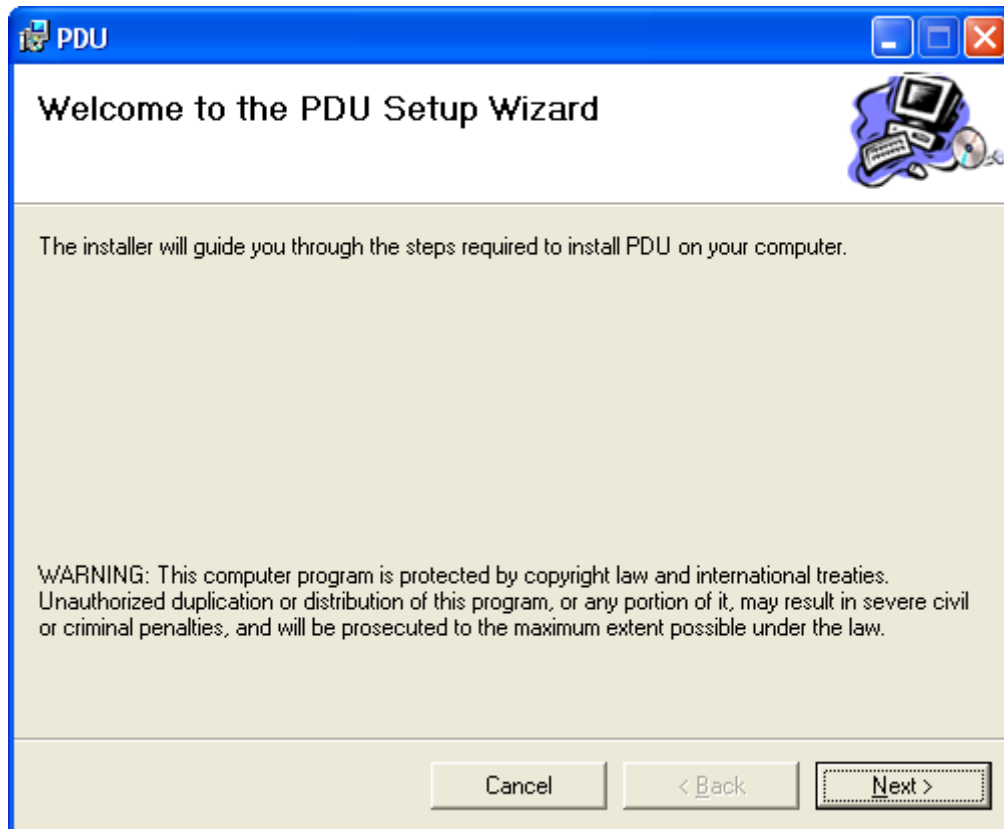 PDU
Welcome to the PDU Setup Wizard
The installer will guide you through the steps required to install PDU on your computer.
WARNING: This computer program is protected by copyright law and international treaties.
Unauthorized duplication or distribution of this program, or any portion of it, may result in severe civil
or criminal penalties, and will be prosecuted to the maximum extent possible under the law.
Cancel
< Back
Next >